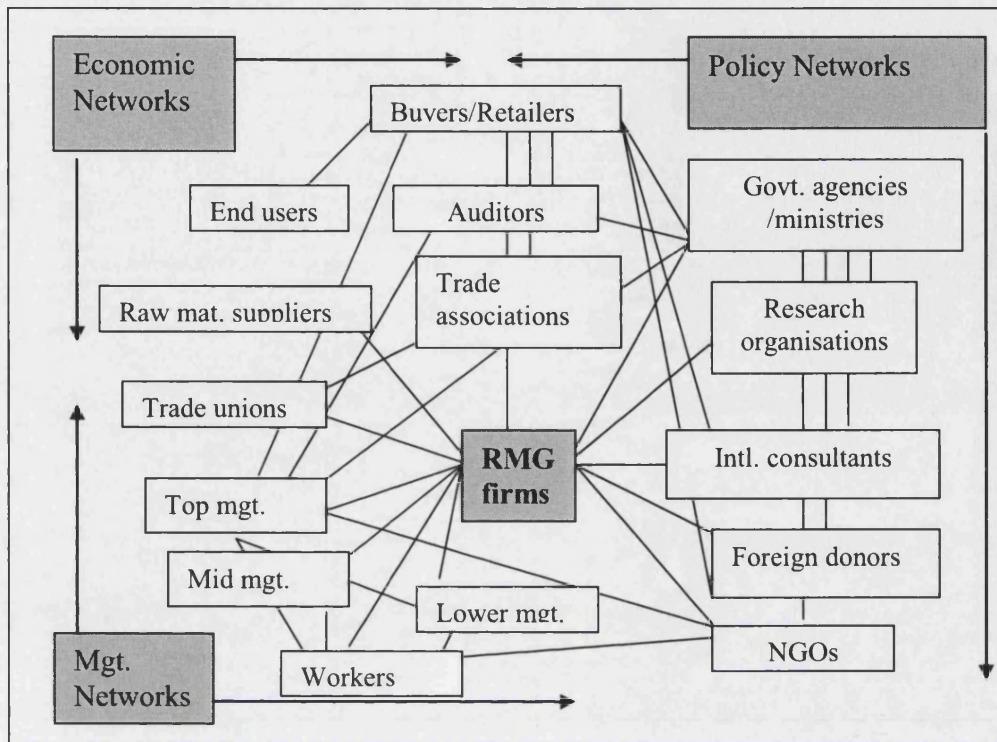 Economic
Networks
Policy Networks
Buvers/Retailers
Govt. agencies
/ministries
End users
Auditors
Trade
associations
Raw mat. suppliers
Research
organisations
Trade unions
RMG
firms
Intl. consultants
Top mgt.
Mid mgt.
Foreign donors
Lower mgt.
NGOs
Workers
Mgt.
Networks